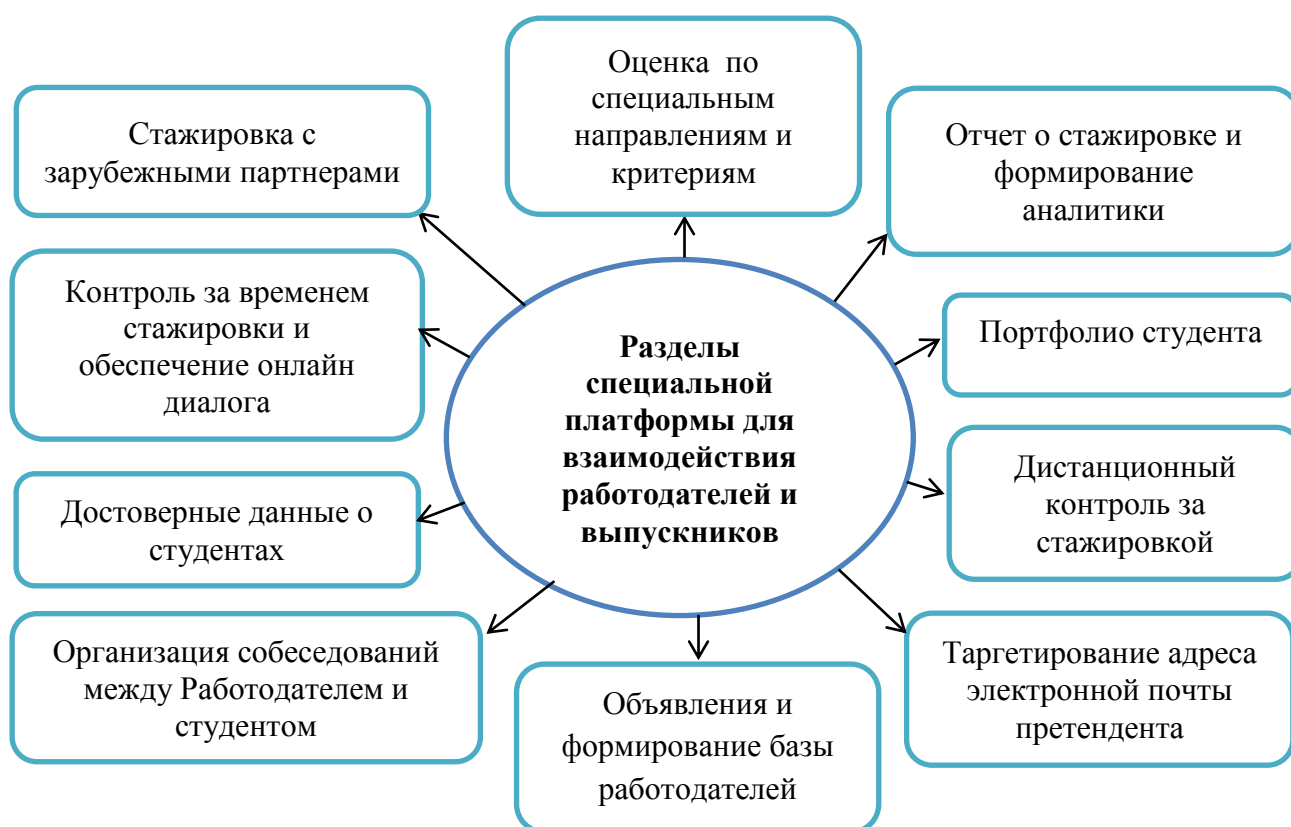 Оценка по
специальным
направлениям и
критериям
Стажировка с
зарубежными партнерами
Отчет о стажировке и
формирование
аналитики
Контроль за временем
стажировки и
обеспечение онлайн
диалога
Портфолио студента
Разделы
специальной
платформы для
взаимодействия
работодателей и
выпускников
Достоверные данные о
студентах
Дистанционный
контроль за
стажировкой
Организация собеседований
между Работодателем и
студентом
Объявления и
формирование базы
работодателей
Таргетирование адреса
электронной почты
претендента